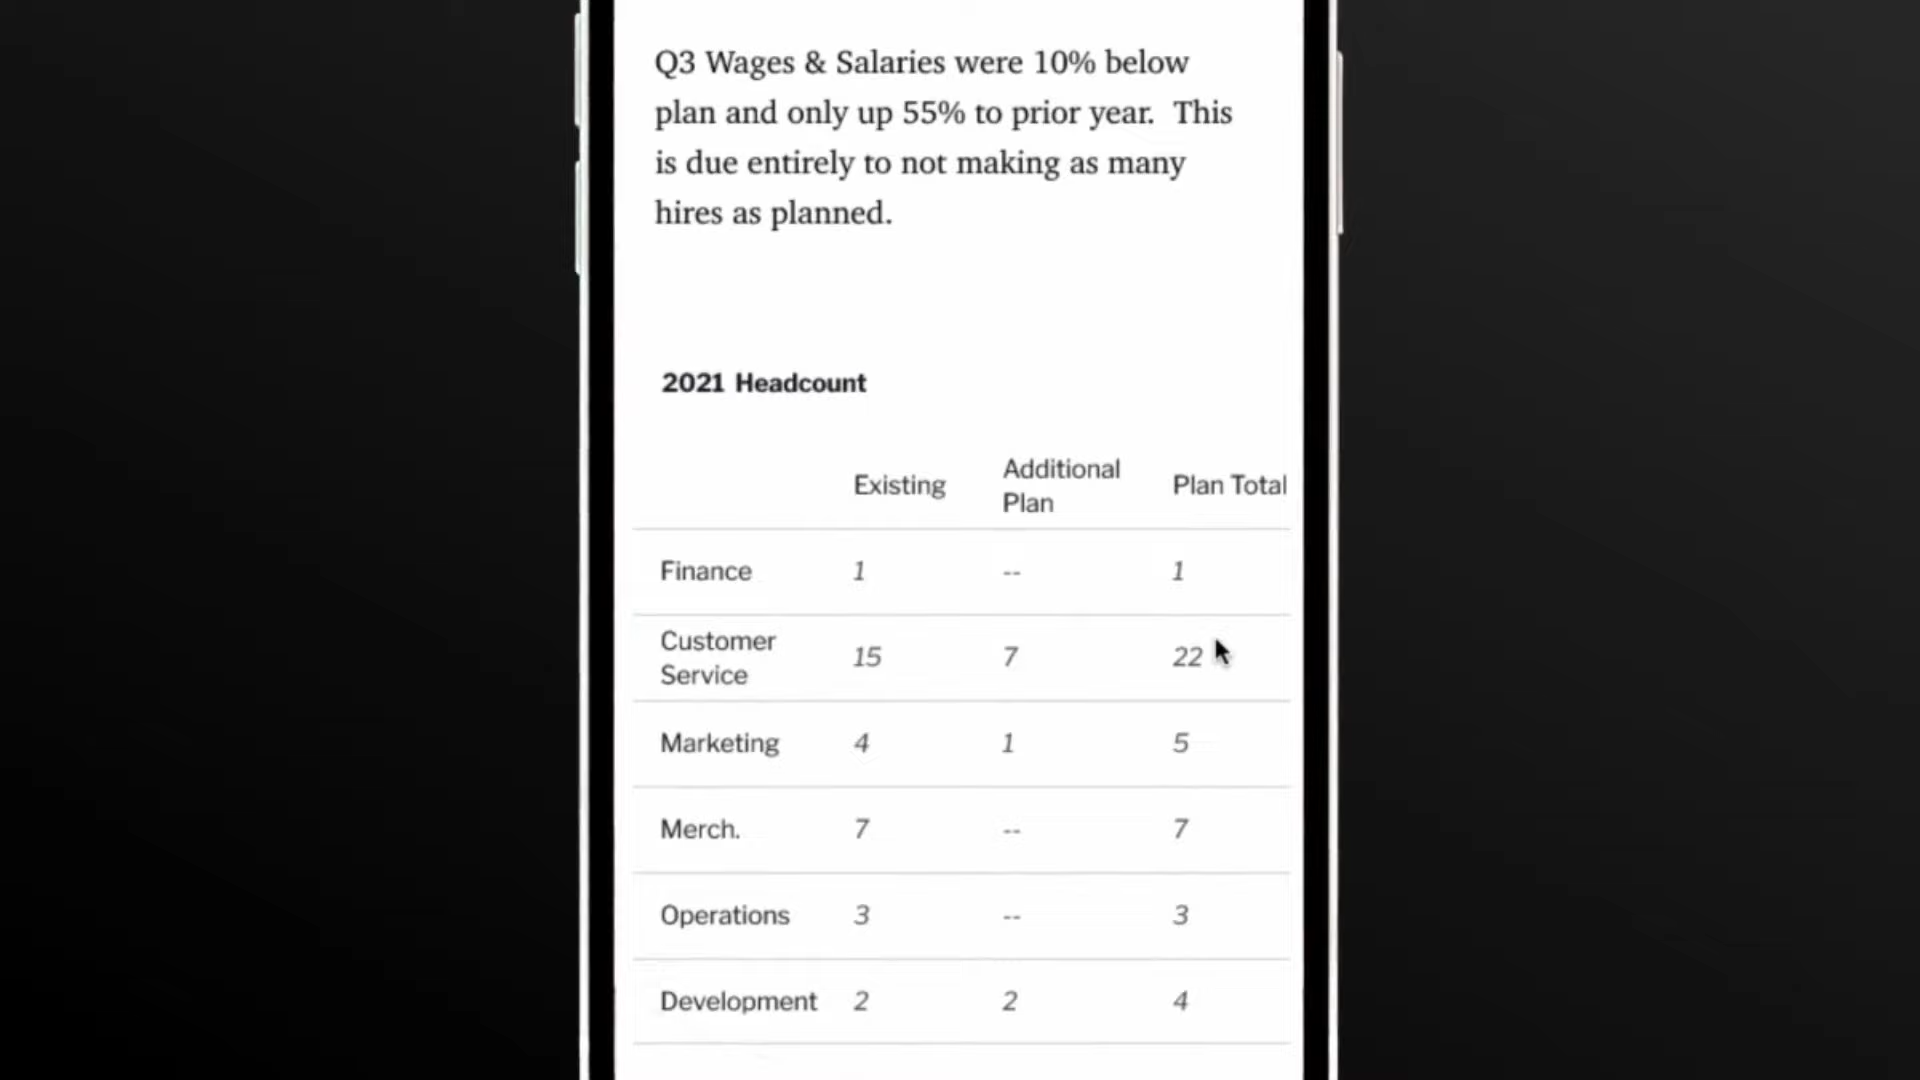 Q3 Wages & Salaries were 10% below
plan and only up 55% to prior year.  This
is due entirely to not making as many
hires as planned.
2021 Headcount
Existing Additional Plan Plan Total
Finance 1 -- 1
Customer Service 15 7 22
Marketing 4 1 5
Merch. 7 -- 7
Operations 3 -- 3
Development 2 2 4